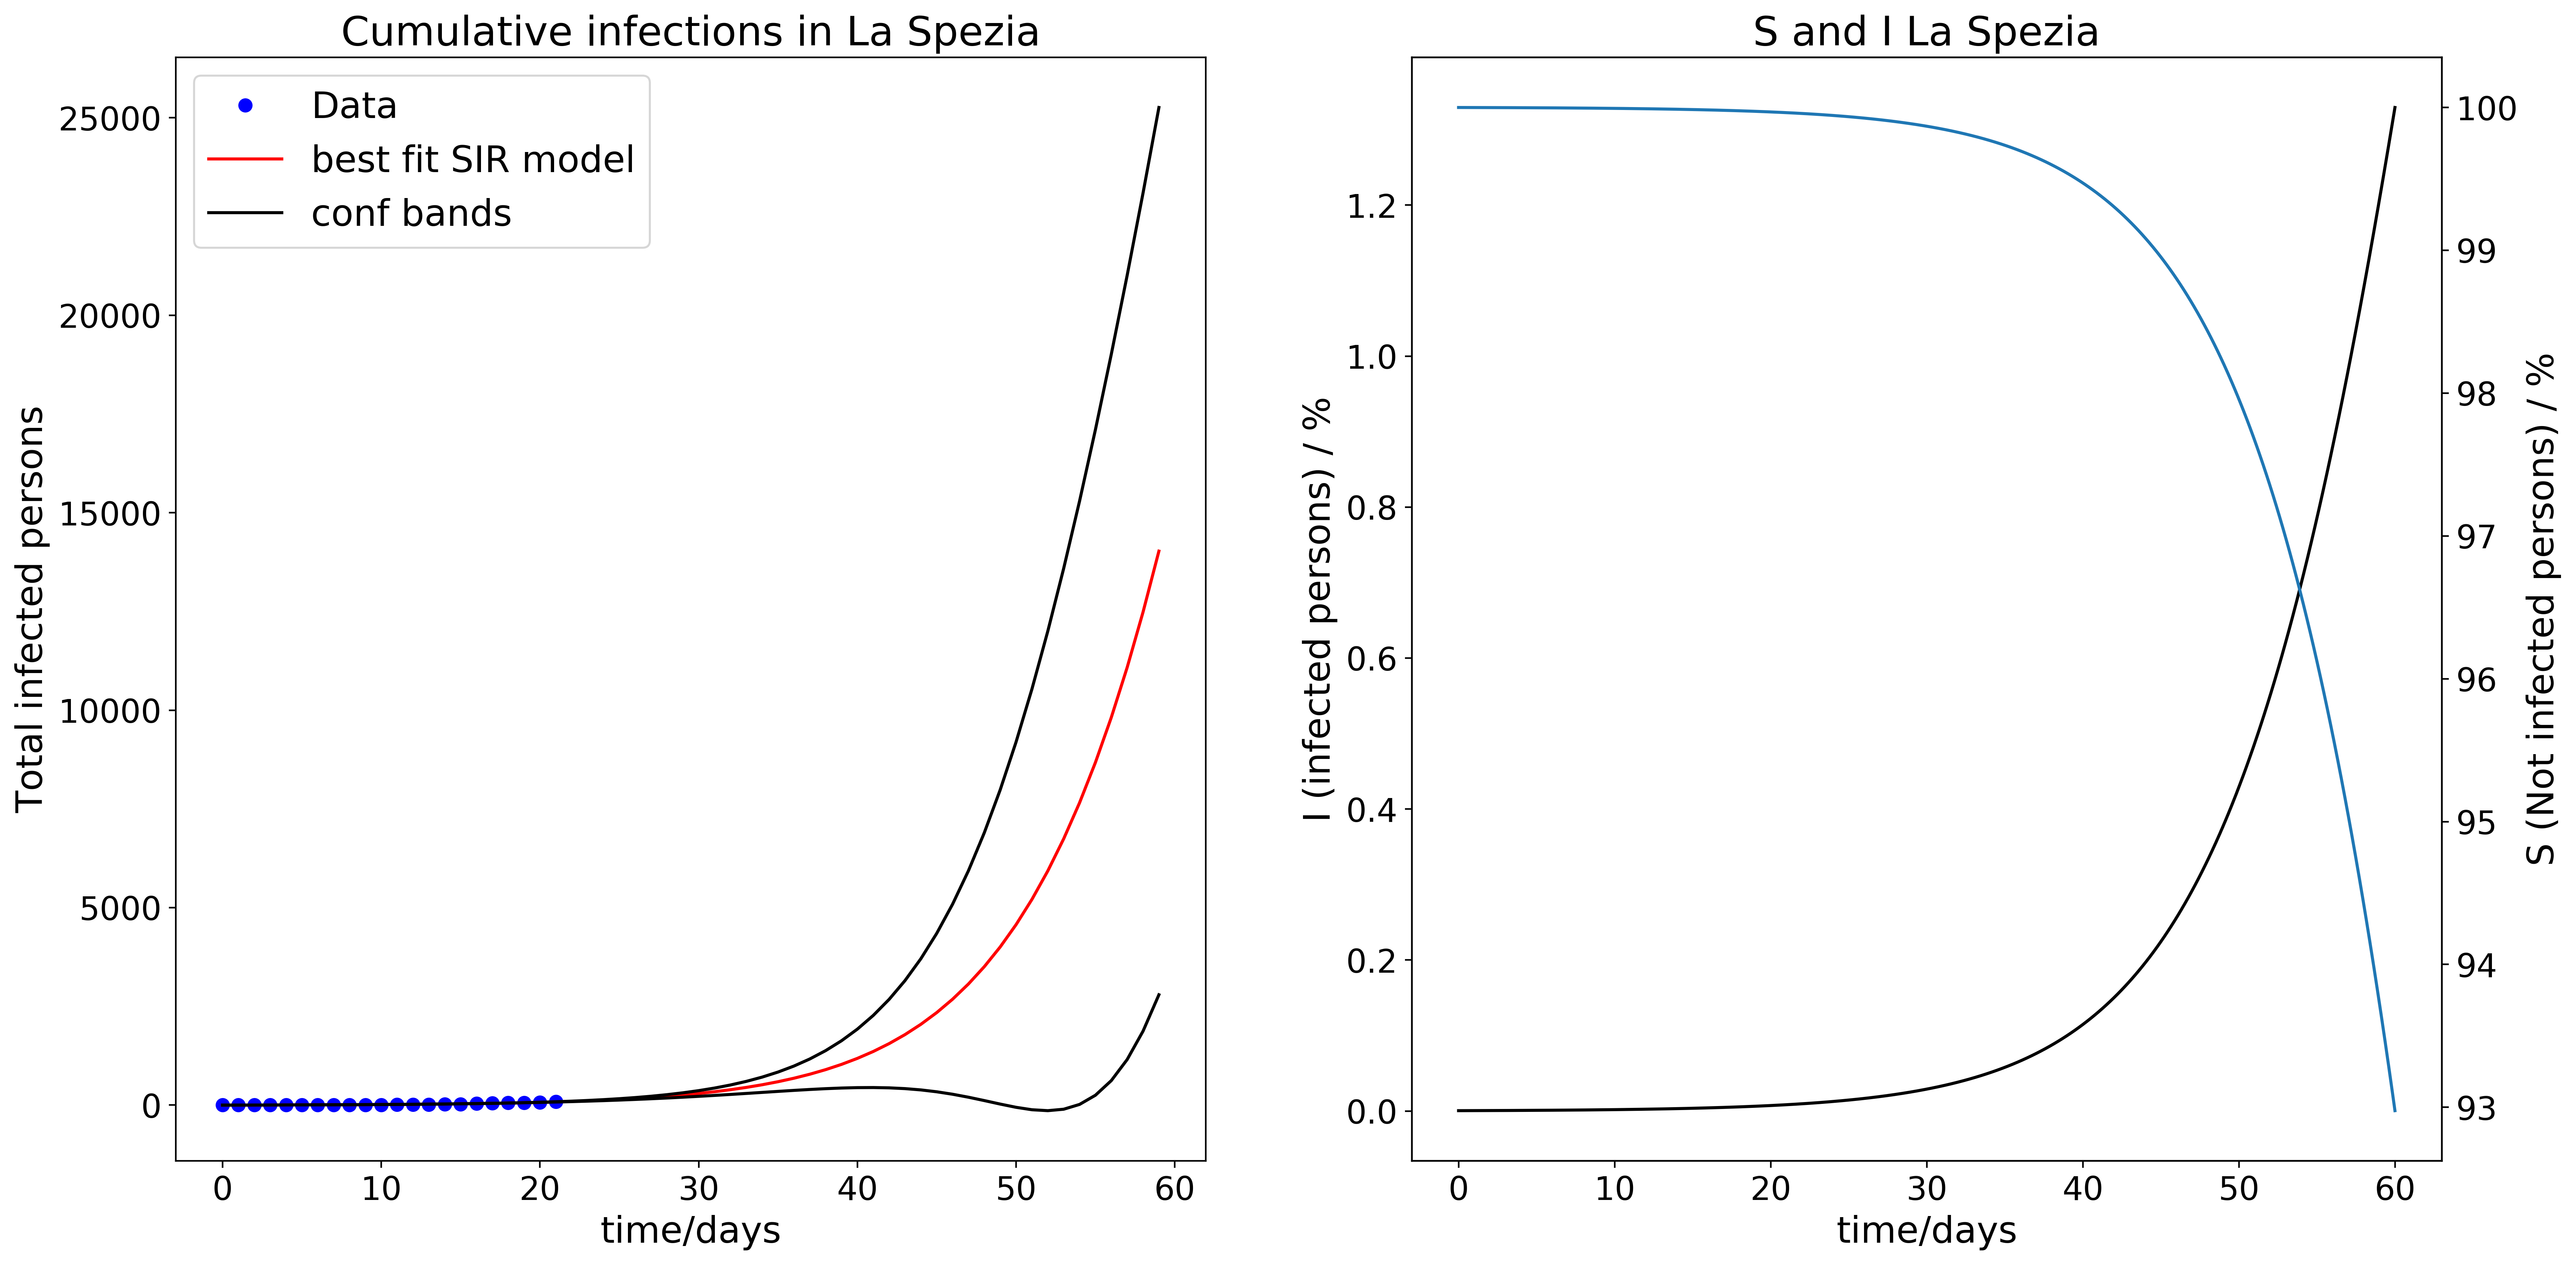 Cumulative infections in La Spezia
Data
best fit SIR model
conf bands
Total infected persons
25000
20000
15000
10000
5000
0
0 10 20 30 40 50 60
time/days
S and I La Spezia
I (infected persons) / %
1.2
1.0
0.8
0.6
0.4
0.2
0.0
100
99
98
97
96
95
94
93
S (Not infected persons) / %
0 10 20 30 40 50 60
time/days